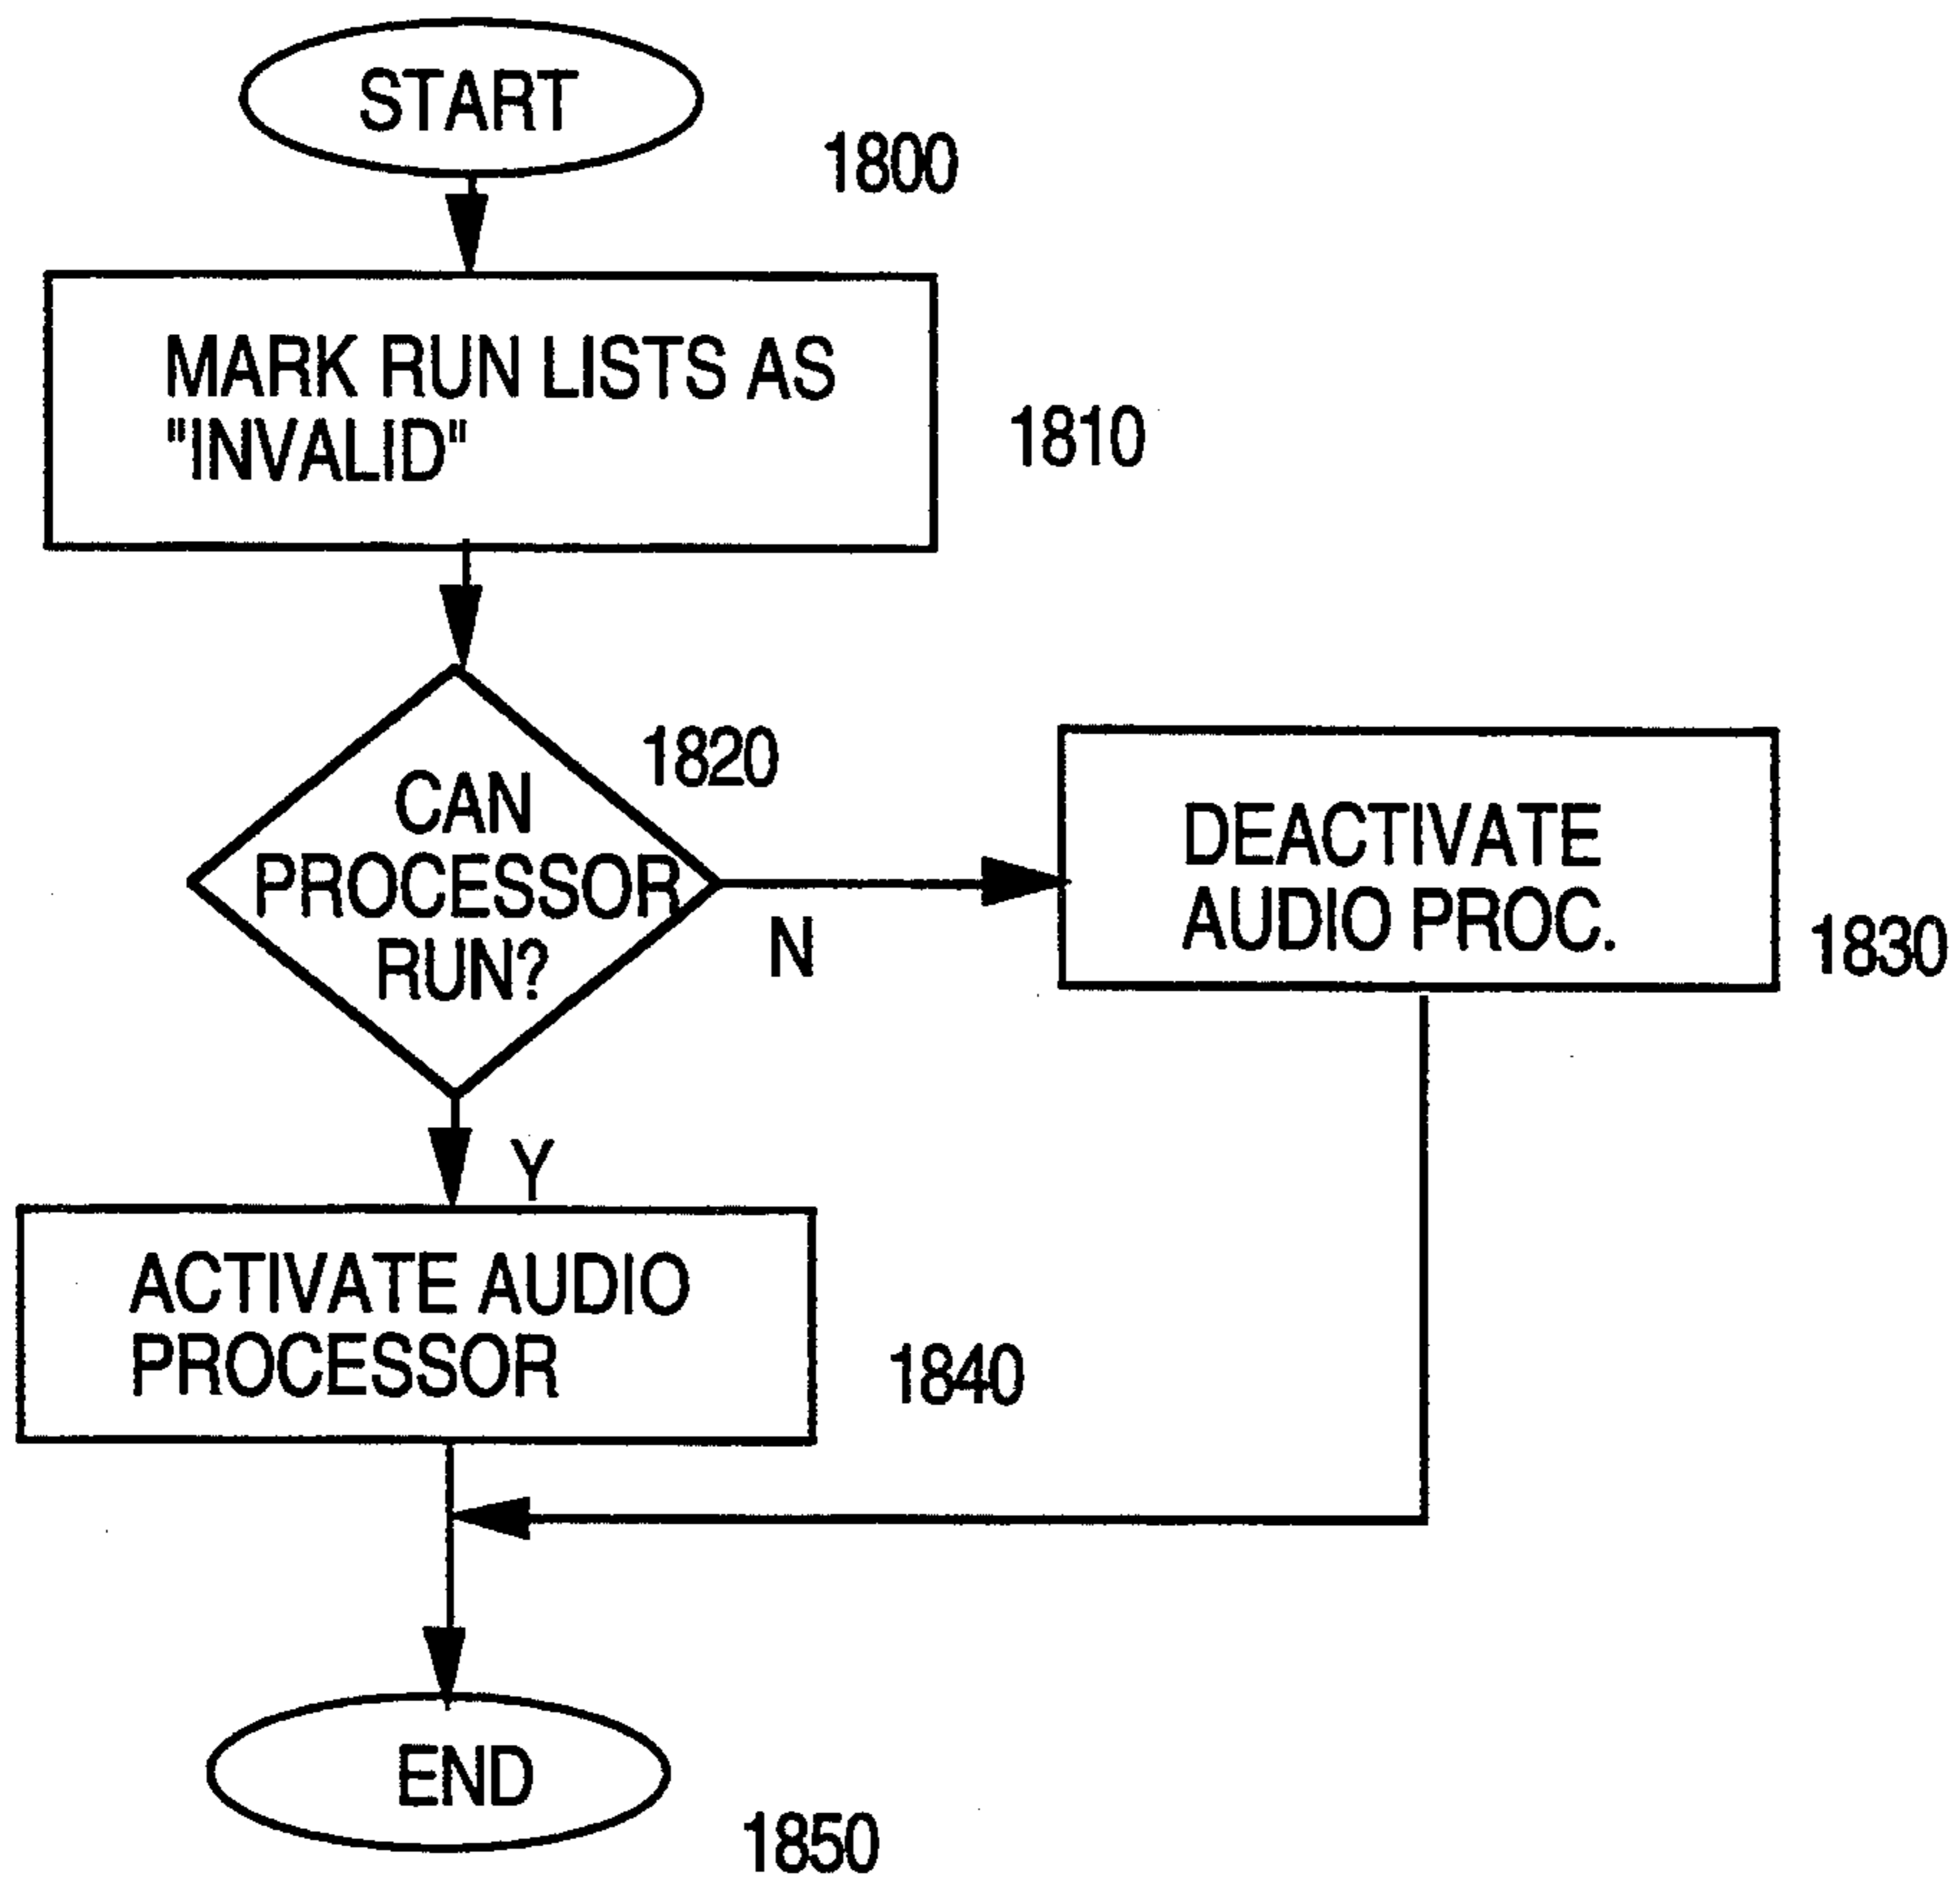 START
1800
MARK RUN LISTS AS
"INVALID"
1810
1820
CAN
PROCESSOR
RUN?
N
DEACTIVATE
AUDIO PROC.
1830
Y
ACTIVATE AUDIO
PROCESSOR
1840
END
1850